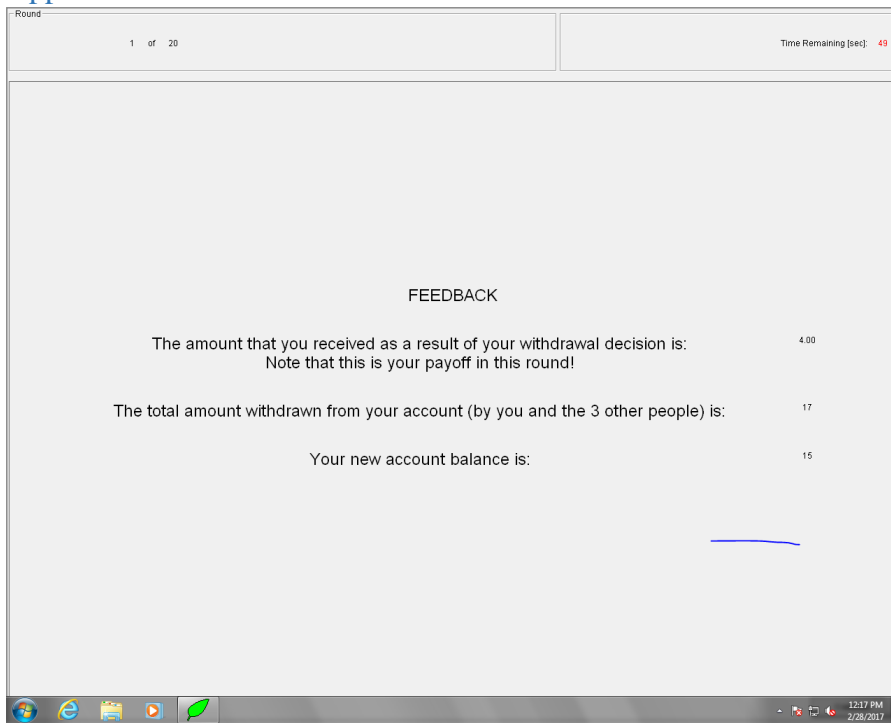 Round
1 of 20
Time Remaining [sec]: 49
FEEDBACK
The amount that you received as a result of your withdrawal decision is: 4.00
Note that this is your payoff in this round!
The total amount withdrawn from your account (by you and the 3 other people) is: 17
Your new account balance is: 15
12:17 PM
2/28/2017